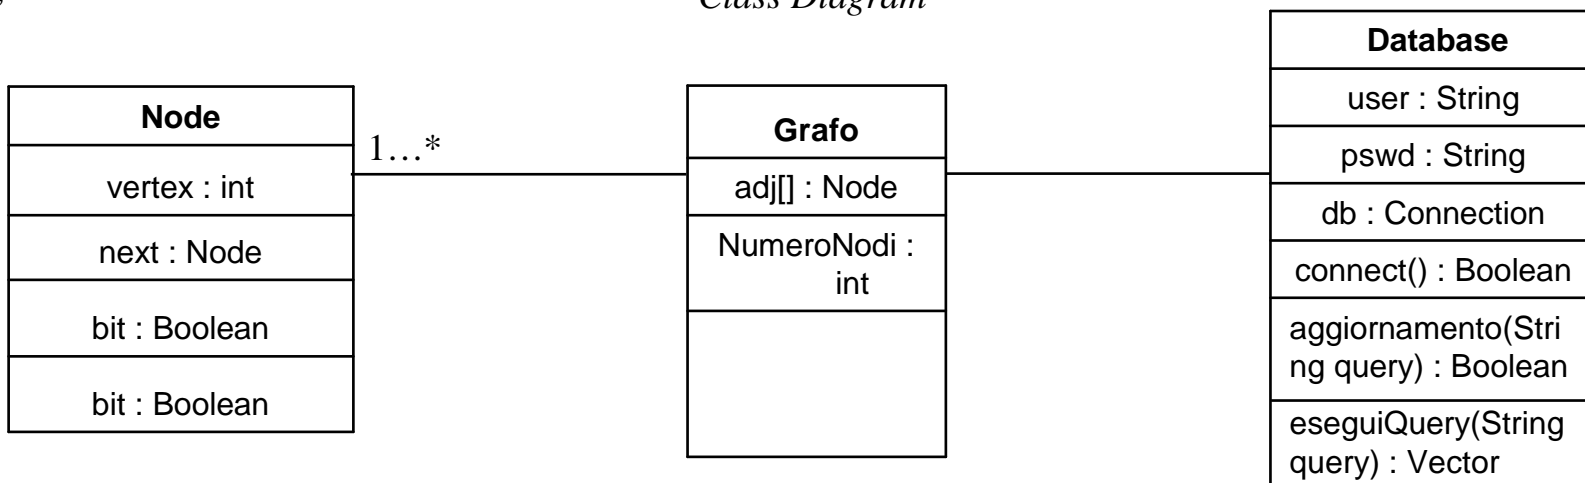 Class Diagram
Node
vertex : int
next : Node
bit : Boolean
bit : Boolean
1…*
Grafo
adj[] : Node
NumeroNodi :
int
Database
user : String
pswd : String
db : Connection
connect() : Boolean
aggiornamento(Stri
ng query) : Boolean
eseguiQuery(String
query) : Vector